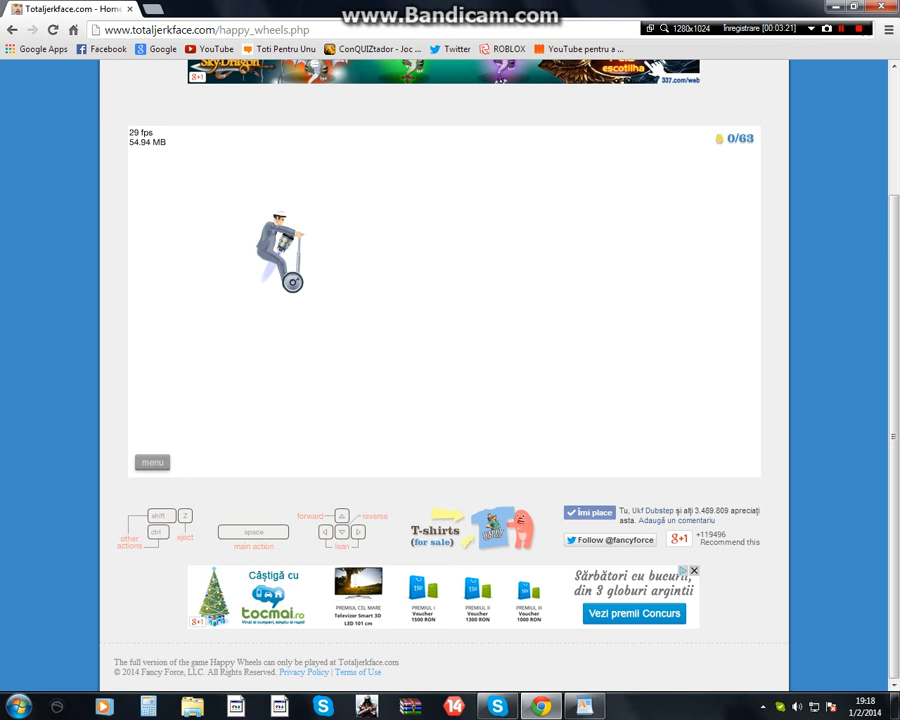 Totaljerkface.com - Home
www.Bandicam.com
www.totaljerkface.com/happy_wheels.php
1280x1024
Înregistrare [00:03:21]
Google Apps
Facebook
Google
YouTube
Toti Pentru Unu
ConQUIZtador - Joc ...
Twitter
ROBLOX
YouTube pentru a ...
SKY DRAGON
+1
escotilha
337.com/web
29 fps
54.94 MB
0/63
menu
shift
Z
ctrl
other
actions
eject
space
main action
forward
reverse
lean
T-shirts
(for sale)
Îmi place
Tu, Ukf Dubstep și alți 3.489.809 apreciați
asta. Adaugă un comentariu
Follow @fancyforce
+1
+119496
Recommend this
Câștigă cu
tocmai.ro
Vinzi si cumperi simplu
+1
PREMIUL CEL MARE
Televizor Smart 3D
LED 101 cm
PREMIUL I
Voucher
1500 RON
PREMIUL II
Voucher
1300 RON
PREMIUL III
Voucher
1000 RON
Sărbători cu bucurii,
din 3 globuri argintii
Vezi premii Concurs
The full version of the game Happy Wheels can only be played at Totaljerkface.com
© 2014 Fancy Force, LLC. All Rights Reserved. Privacy Policy | Terms of Use
14
19:18
1/2/2014